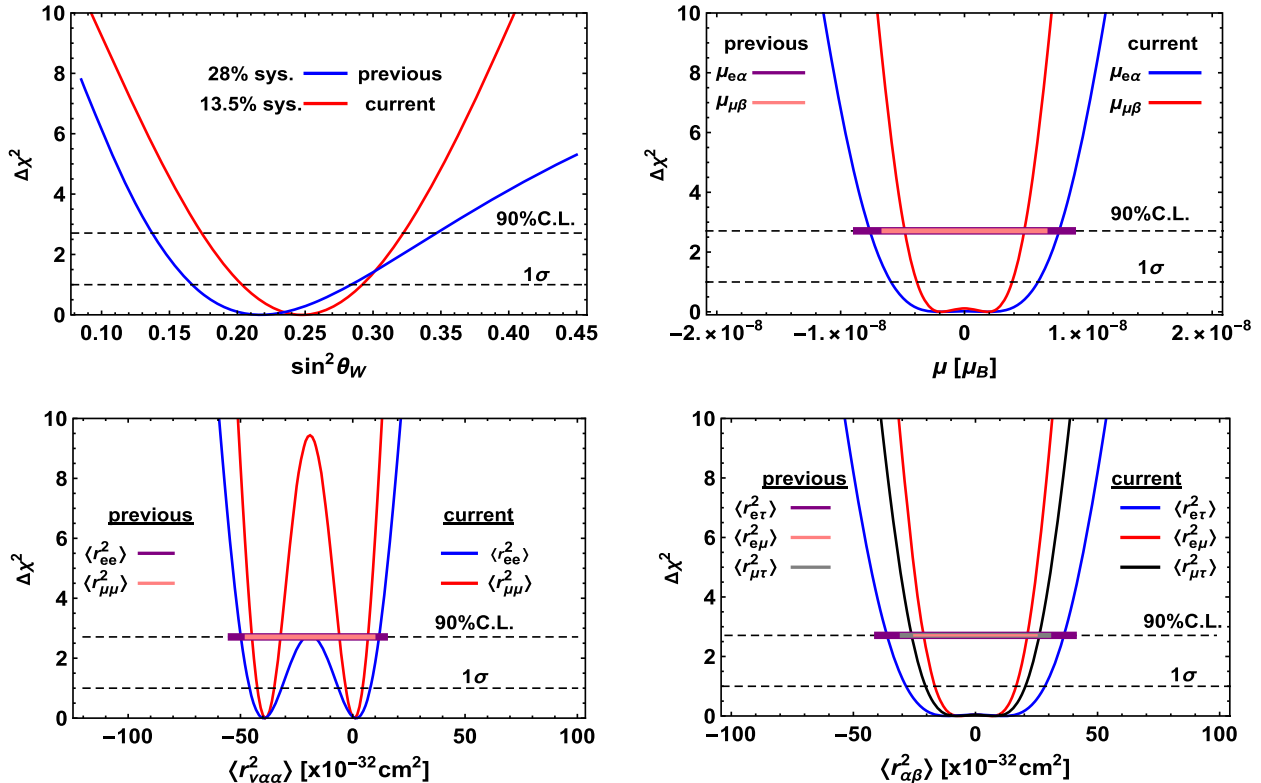 10
8
6
4
2
0
Δχ²
28% sys. previous
13.5% sys. current
90%C.L.
1σ
0.10 0.15 0.20 0.25 0.30 0.35 0.40 0.45
sin²θ_W
10
8
6
4
2
0
Δχ²
previous current
μ_eα μ_eα
μ_μβ μ_μβ
90%C.L.
1σ
−2.×10⁻⁸ −1.×10⁻⁸ 0 1.×10⁻⁸ 2.×10⁻⁸
μ [μ_B]
10
8
6
4
2
0
Δχ²
previous current
⟨r²_ee⟩ ⟨r²_ee⟩
⟨r²_μμ⟩ ⟨r²_μμ⟩
90%C.L.
1σ
−100 −50 0 50 100
⟨r²_ναα⟩ [x10⁻³²cm²]
10
8
6
4
2
0
Δχ²
previous current
⟨r²_eτ⟩ ⟨r²_eτ⟩
⟨r²_eμ⟩ ⟨r²_eμ⟩
⟨r²_μτ⟩ ⟨r²_μτ⟩
90%C.L.
1σ
−100 −50 0 50 100
⟨r²_αβ⟩ [x10⁻³²cm²]